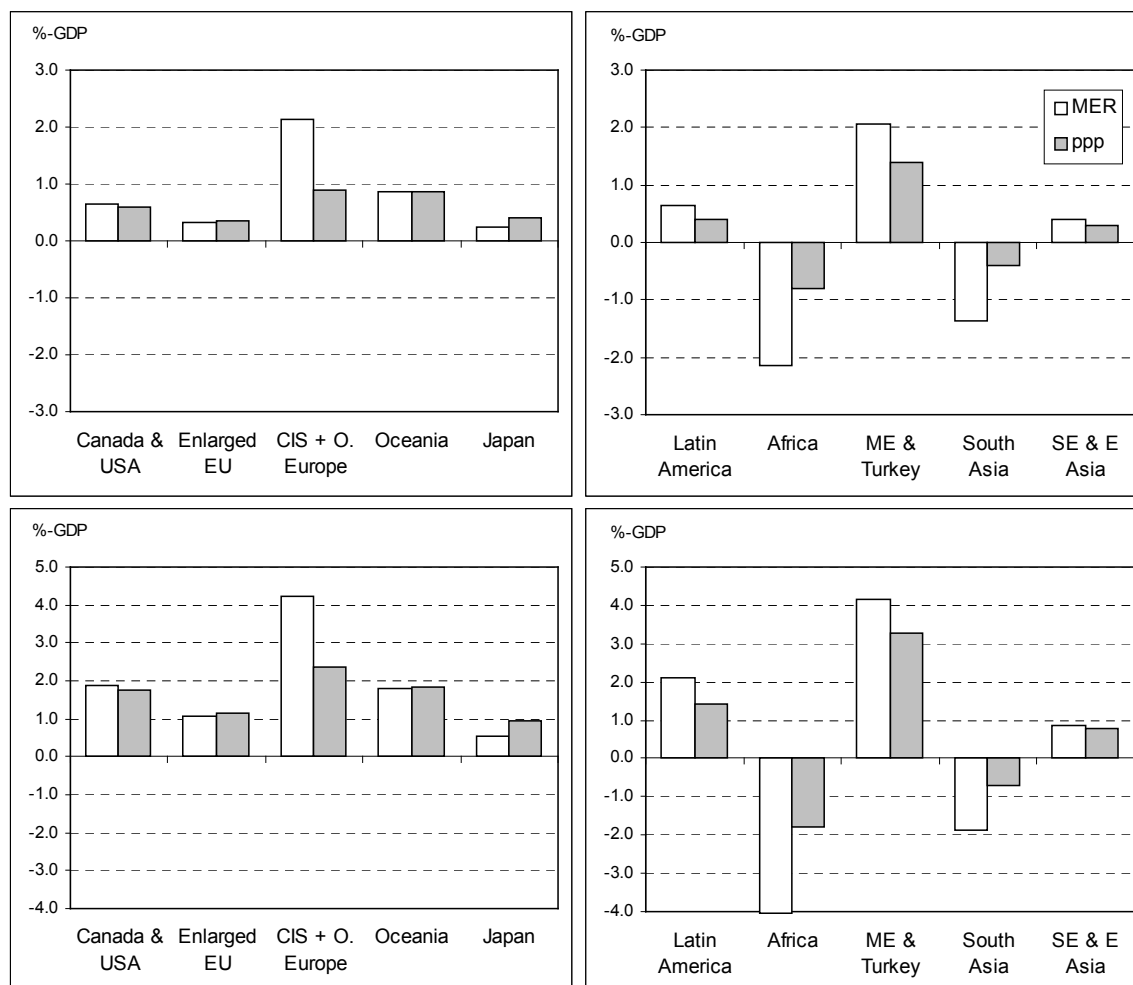 %-GDP
3.0
2.0
1.0
0.0
-1.0
-2.0
-3.0
Canada & USA
Enlarged EU
CIS + O. Europe
Oceania
Japan
%-GDP
3.0
2.0
1.0
0.0
-1.0
-2.0
-3.0
MER
ppp
Latin America
Africa
ME & Turkey
South Asia
SE & E Asia
%-GDP
5.0
4.0
3.0
2.0
1.0
0.0
-1.0
-2.0
-3.0
-4.0
Canada & USA
Enlarged EU
CIS + O. Europe
Oceania
Japan
%-GDP
5.0
4.0
3.0
2.0
1.0
0.0
-1.0
-2.0
-3.0
-4.0
Latin America
Africa
ME & Turkey
South Asia
SE & E Asia